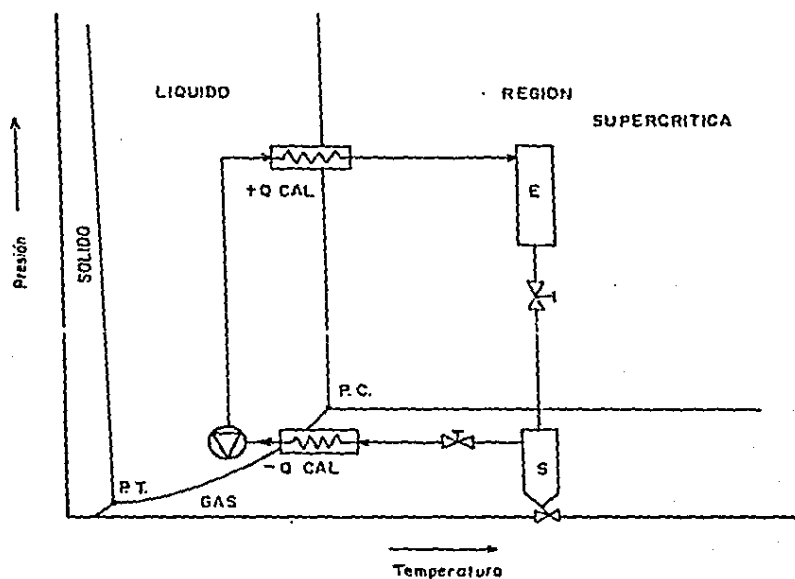 LIQUIDO
REGION
SUPERCRITICA
+Q CAL
E
Presión
SOLIDO
P.C.
-Q CAL
S
P.T.
GAS
Temperatura